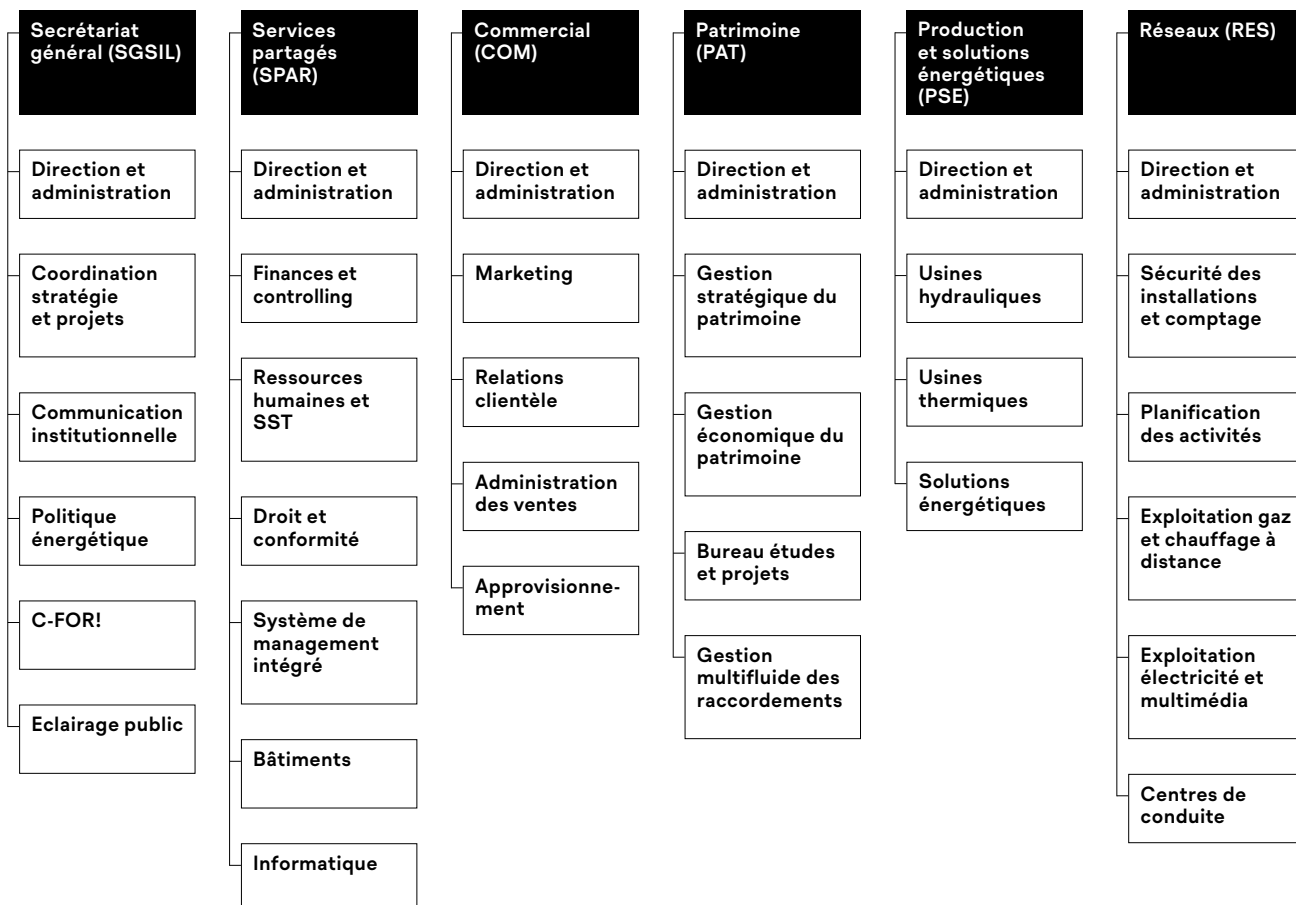 Secrétariat
général (SGSIL)
Direction et
administration
Coordination
stratégie
et projets
Communication
institutionnelle
Politique
énergétique
C-FOR!
Eclairage public
Services
partagés
(SPAR)
Direction et
administration
Finances et
controlling
Ressources
humaines et
SST
Droit et
conformité
Système de
management
intégré
Bâtiments
Informatique
Commercial
(COM)
Direction et
administration
Marketing
Relations
clientèle
Administration
des ventes
Approvisionne-
ment
Patrimoine
(PAT)
Direction et
administration
Gestion
stratégique du
patrimoine
Gestion
économique du
patrimoine
Bureau études
et projets
Gestion
multifluide des
raccordements
Production
et solutions
énergétiques
(PSE)
Direction et
administration
Usines
hydrauliques
Usines
thermiques
Solutions
énergétiques
Réseaux (RES)
Direction et
administration
Sécurité des
installations
et comptage
Planification
des activités
Exploitation gaz
et chauffage à
distance
Exploitation
électricité et
multimédia
Centres de
conduite